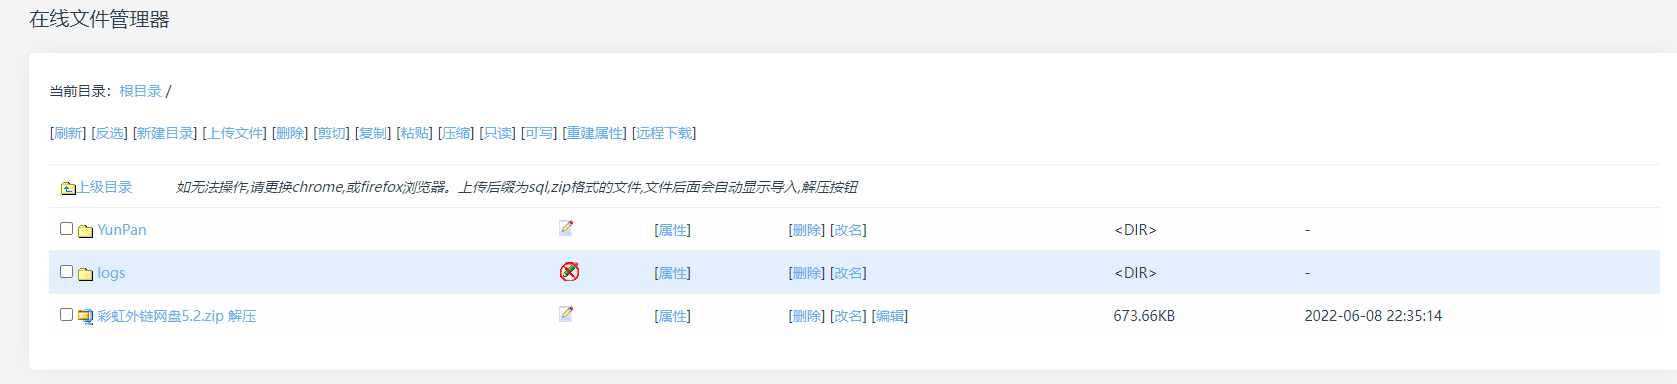 在线文件管理器
当前目录：根目录 /
[刷新] [反选] [新建目录] [上传文件] [删除] [剪切] [复制] [粘贴] [压缩] [只读] [可写] [重建属性] [远程下载]
上级目录 如无法操作,请更换chrome,或firefox浏览器。上传后缀为sql,zip格式的文件,文件后面会自动显示导入,解压按钮
YunPan [属性] [删除] [改名] <DIR> -
logs [属性] [删除] [改名] <DIR> -
彩虹外链网盘5.2.zip 解压 [属性] [删除] [改名] [编辑] 673.66KB 2022-06-08 22:35:14